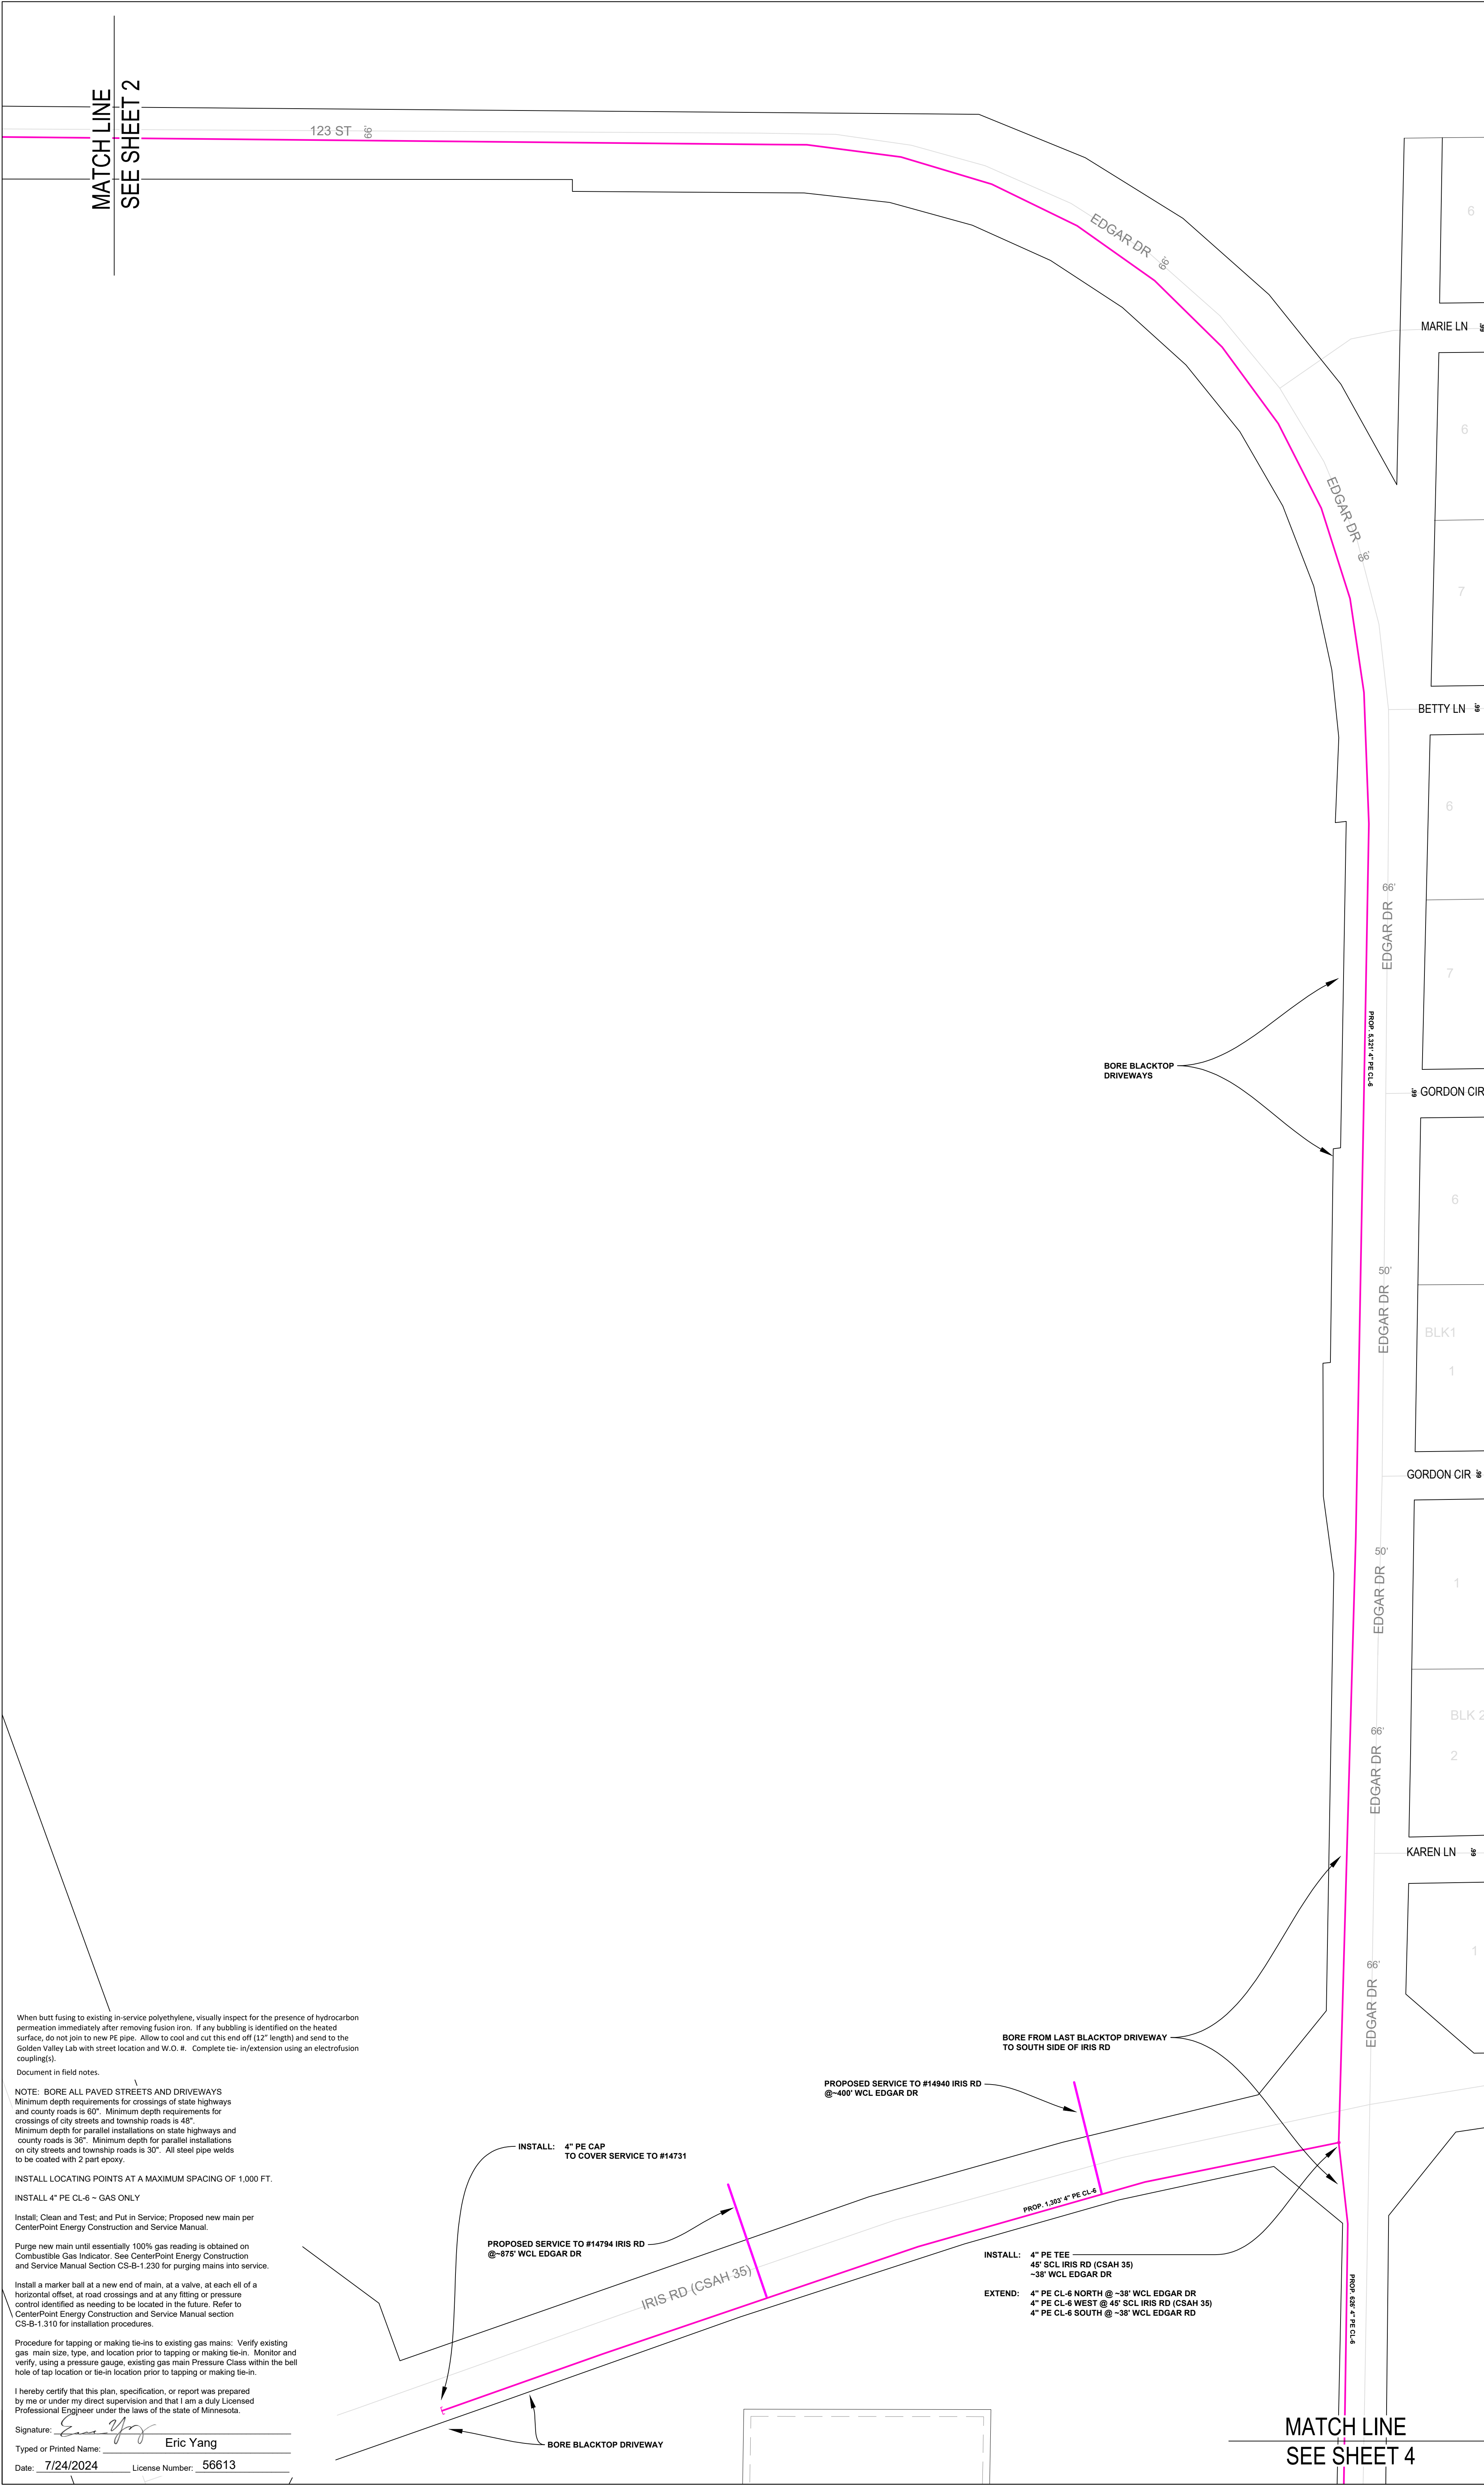 MATCH LINE
SEE SHEET 2
123 ST 66'
EDGAR DR 66'
6
MARIE LN 66'
6
EDGAR DR 66'
7
BETTY LN 66'
6
66'
EDGAR DR
7
PROP. 5,321' 4" PE CL-6
BORE BLACKTOP
DRIVEWAYS
66' GORDON CIR
6
50'
EDGAR DR
BLK1
1
GORDON CIR 66'
50'
EDGAR DR
1
BLK 2
66'
EDGAR DR
2
KAREN LN 66'
1
66'
EDGAR DR
When butt fusing to existing in-service polyethylene, visually inspect for the presence of hydrocarbon
permeation immediately after removing fusion iron. If any bubbling is identified on the heated
surface, do not join to new PE pipe. Allow to cool and cut this end off (12" length) and send to the
Golden Valley Lab with street location and W.O. #. Complete tie- in/extension using an electrofusion
coupling(s).
Document in field notes.
NOTE: BORE ALL PAVED STREETS AND DRIVEWAYS
Minimum depth requirements for crossings of state highways
and county roads is 60". Minimum depth requirements for
crossings of city streets and township roads is 48".
Minimum depth for parallel installations on state highways and
county roads is 36". Minimum depth for parallel installations
on city streets and township roads is 30". All steel pipe welds
to be coated with 2 part epoxy.
INSTALL LOCATING POINTS AT A MAXIMUM SPACING OF 1,000 FT.
INSTALL 4" PE CL-6 ~ GAS ONLY
Install; Clean and Test; and Put in Service; Proposed new main per
CenterPoint Energy Construction and Service Manual.
Purge new main until essentially 100% gas reading is obtained on
Combustible Gas Indicator. See CenterPoint Energy Construction
and Service Manual Section CS-B-1.230 for purging mains into service.
Install a marker ball at a new end of main, at a valve, at each ell of a
horizontal offset, at road crossings and at any fitting or pressure
control identified as needing to be located in the future. Refer to
CenterPoint Energy Construction and Service Manual section
CS-B-1.310 for installation procedures.
Procedure for tapping or making tie-ins to existing gas mains: Verify existing
gas main size, type, and location prior to tapping or making tie-in. Monitor and
verify, using a pressure gauge, existing gas main Pressure Class within the bell
hole of tap location or tie-in location prior to tapping or making tie-in.
I hereby certify that this plan, specification, or report was prepared
by me or under my direct supervision and that I am a duly Licensed
Professional Engineer under the laws of the state of Minnesota.
Signature: Eric Yang
Typed or Printed Name: Eric Yang
Date: 7/24/2024 License Number: 56613
BORE FROM LAST BLACKTOP DRIVEWAY
TO SOUTH SIDE OF IRIS RD
PROPOSED SERVICE TO #14940 IRIS RD
@~400' WCL EDGAR DR
INSTALL: 4" PE CAP
TO COVER SERVICE TO #14731
PROP. 1,303' 4" PE CL-6
PROPOSED SERVICE TO #14794 IRIS RD
@~875' WCL EDGAR DR
IRIS RD (CSAH 35)
INSTALL: 4" PE TEE
45' SCL IRIS RD (CSAH 35)
~38' WCL EDGAR DR
EXTEND: 4" PE CL-6 NORTH @ ~38' WCL EDGAR DR
4" PE CL-6 WEST @ 45' SCL IRIS RD (CSAH 35)
4" PE CL-6 SOUTH @ ~38' WCL EDGAR RD
PROP. 626' 4" PE CL-6
BORE BLACKTOP DRIVEWAY
MATCH LINE
SEE SHEET 4